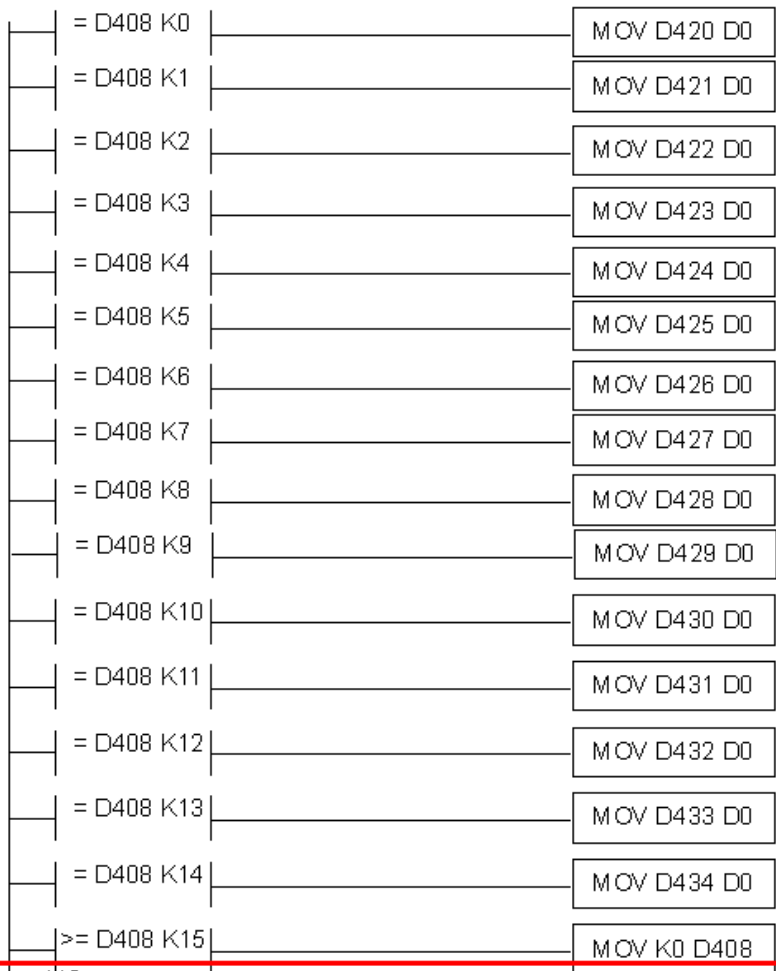 = D408 K0 MOV D420 D0
= D408 K1 MOV D421 D0
= D408 K2 MOV D422 D0
= D408 K3 MOV D423 D0
= D408 K4 MOV D424 D0
= D408 K5 MOV D425 D0
= D408 K6 MOV D426 D0
= D408 K7 MOV D427 D0
= D408 K8 MOV D428 D0
= D408 K9 MOV D429 D0
= D408 K10 MOV D430 D0
= D408 K11 MOV D431 D0
= D408 K12 MOV D432 D0
= D408 K13 MOV D433 D0
= D408 K14 MOV D434 D0
>= D408 K15 MOV K0 D408